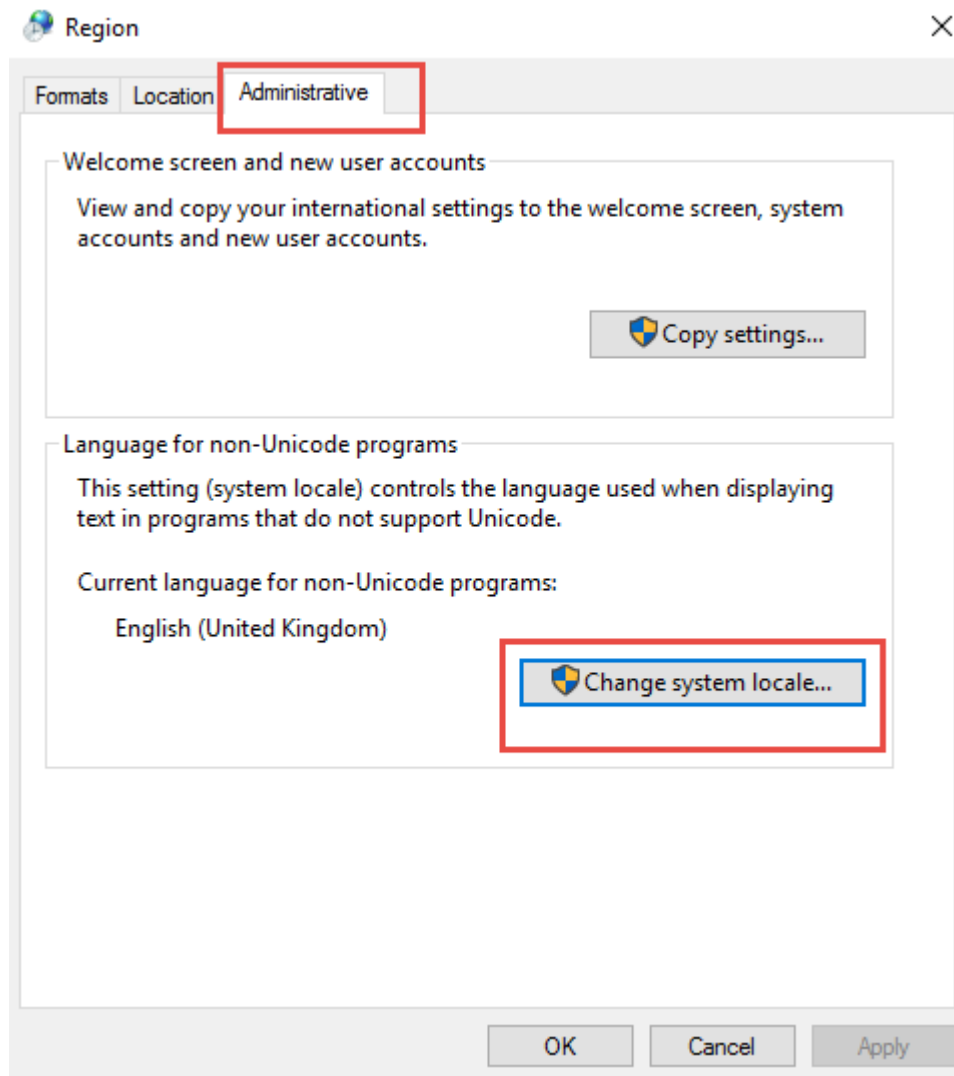 Region
Formats Location Administrative
Welcome screen and new user accounts
View and copy your international settings to the welcome screen, system
accounts and new user accounts.
Copy settings...
Language for non-Unicode programs
This setting (system locale) controls the language used when displaying
text in programs that do not support Unicode.
Current language for non-Unicode programs:
English (United Kingdom)
Change system locale...
OK Cancel Apply